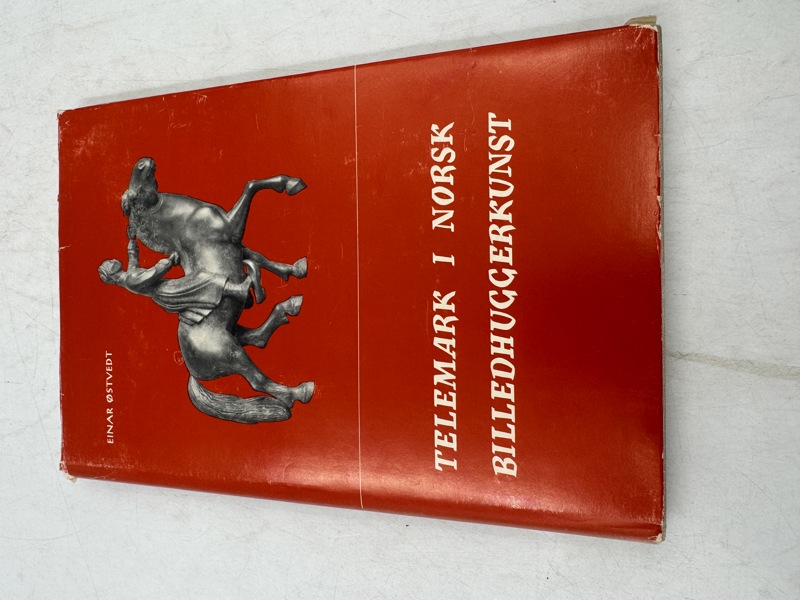 EINAR ØSTVEDT
TELEMARK I NORSK
BILLEDHUGGERKUNST